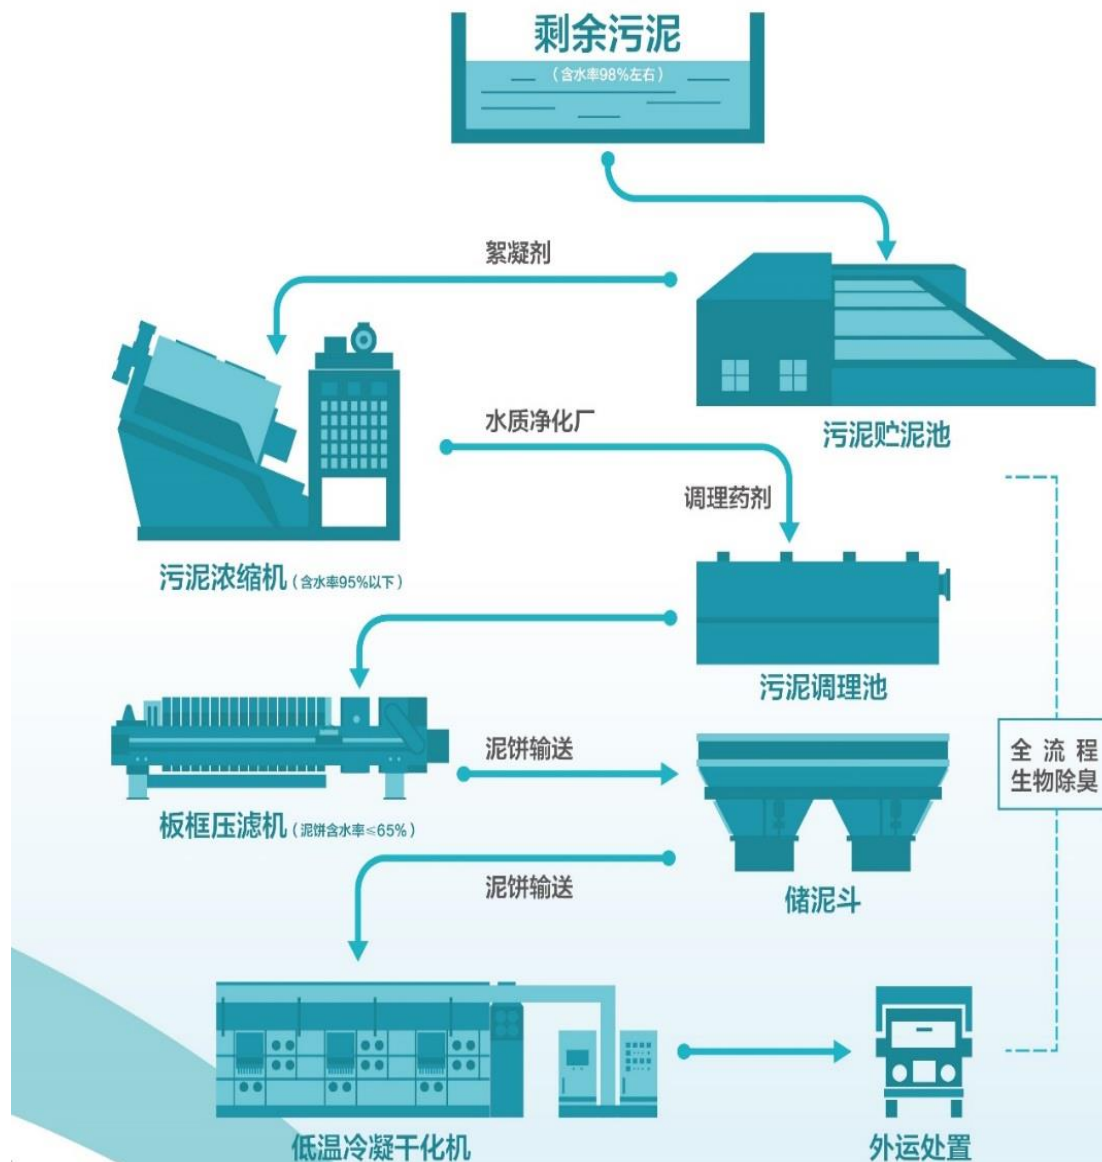 剩余污泥
（含水率98%左右）
絮凝剂
污泥贮泥池
水质净化厂
调理药剂
污泥浓缩机（含水率95%以下）
污泥调理池
全流程
生物除臭
泥饼输送
板框压滤机（泥饼含水率≤65%）
储泥斗
泥饼输送
低温冷凝干化机
外运处置